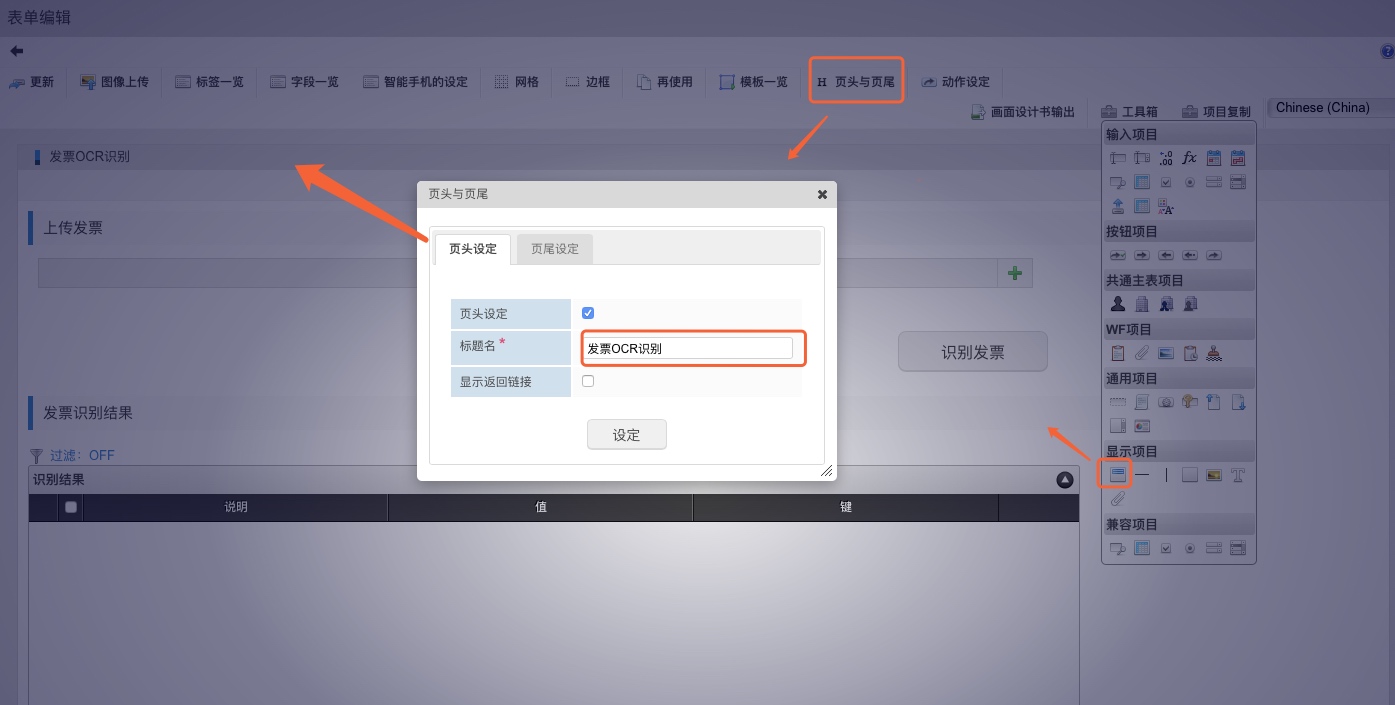 表单编辑
更新
图像上传
标签一览
字段一览
智能手机的设定
网格
边框
再使用
模板一览
H 页头与页尾
动作设定
画面设计书输出
工具箱
项目复制
Chinese (China)
发票OCR识别
上传发票
识别发票
发票识别结果
过滤：OFF
识别结果
说明
值
键
页头与页尾
页头设定
页尾设定
页头设定
标题名*
发票OCR识别
显示返回链接
设定
输入项目
+.0
.00
fx
按钮项目
共通主表项目
WF项目
通用项目
显示项目
兼容项目